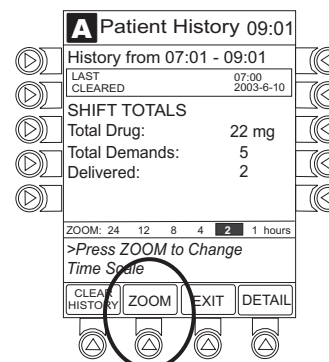 A Patient History 09:01
History from 07:01 - 09:01
LAST CLEARED 07:00 2003-6-10
SHIFT TOTALS
Total Drug: 22 mg
Total Demands: 5
Delivered: 2
ZOOM: 24 12 8 4 2 1 hours
>Press ZOOM to Change
Time Scale
CLEAR HISTORY ZOOM EXIT DETAIL